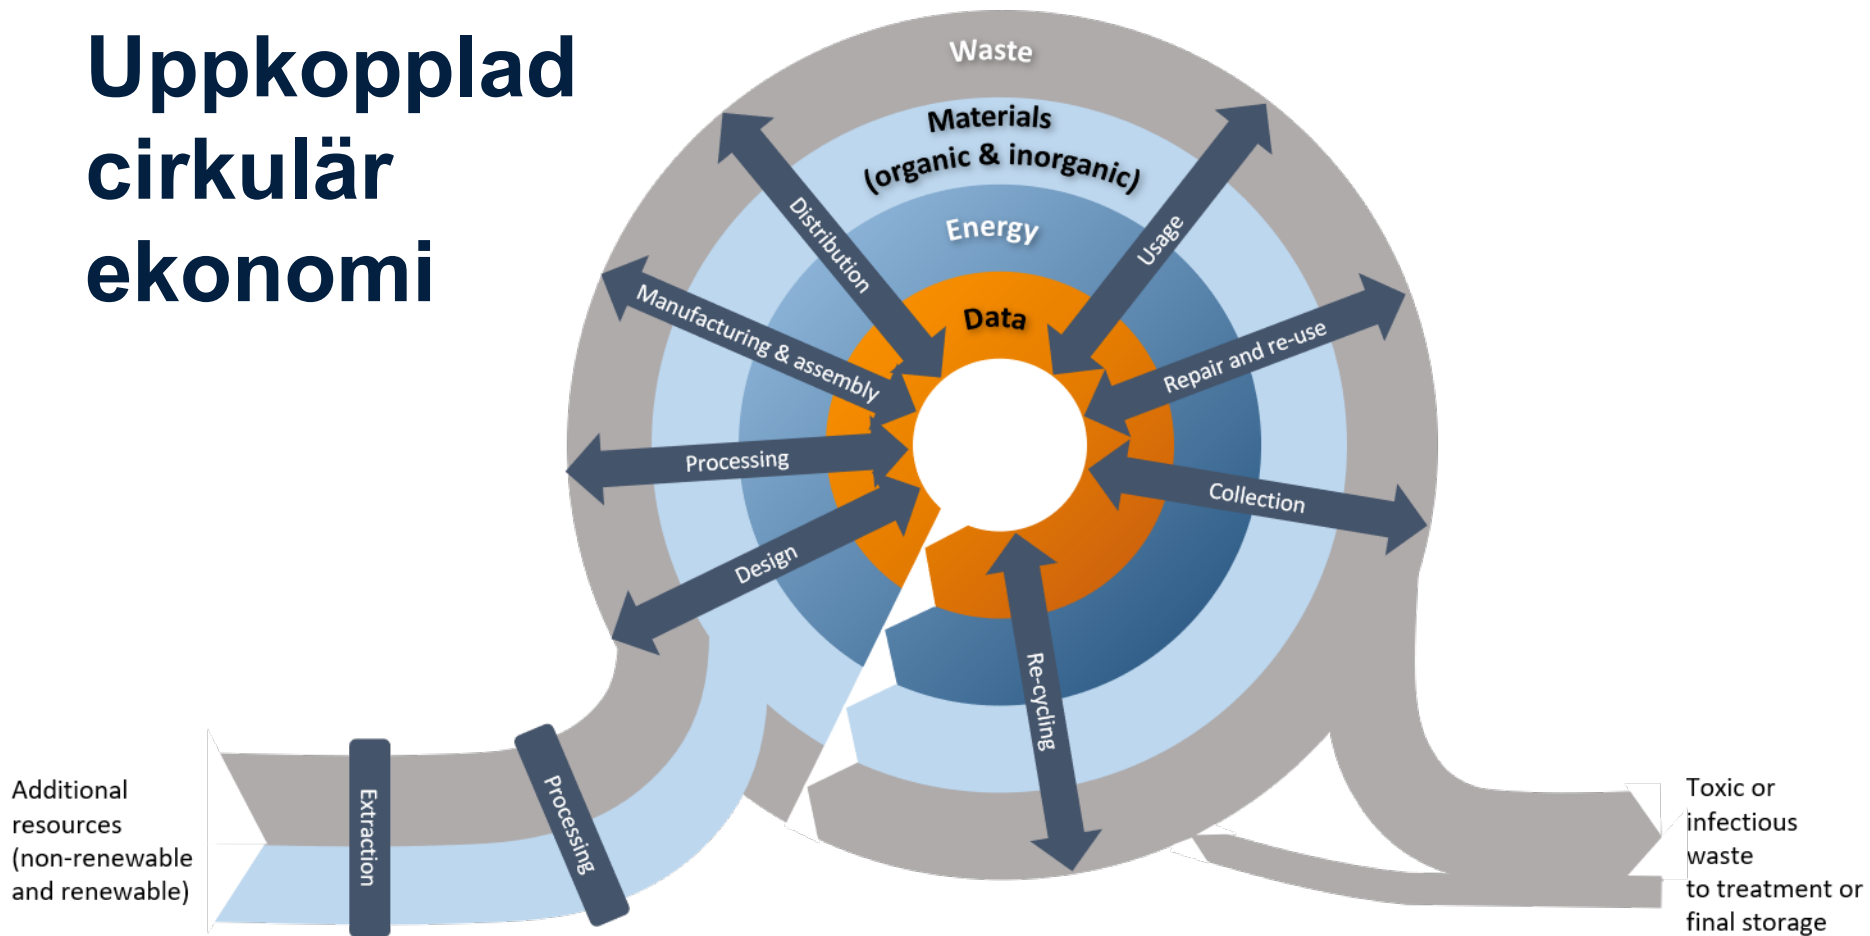 Uppkopplad
cirkulär
ekonomi
Waste
Materials
(organic & inorganic)
Energy
Data
Distribution
Usage
Manufacturing & assembly
Repair and re-use
Processing
Collection
Design
Re-cycling
Extraction
Processing
Additional
resources
(non-renewable
and renewable)
Toxic or
infectious
waste
to treatment or
final storage